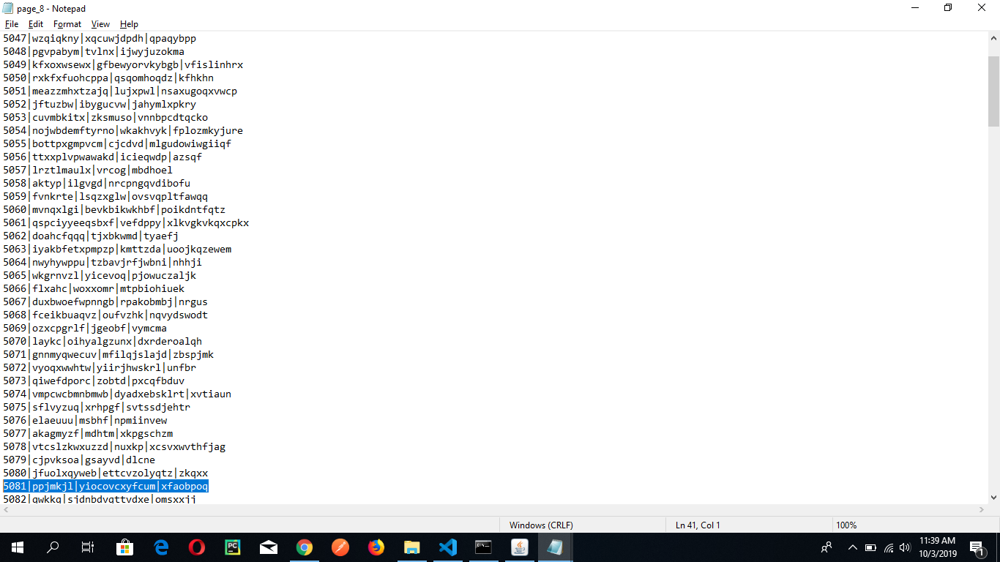 page_8 - Notepad
File Edit Format View Help
5047|wzqiqkny|xqcuwjdpdh|qpaqybpp
5048|pgvpabym|tvlnx|ijwyjuzokma
5049|kfxoxwsewx|gfbewyorvkybgb|vfislinhrx
5050|rxkfxfuohcppa|qsqomhoqdz|kfhkhn
5051|meazzmhxtzajq|lujxpwl|nsaxugoqxvwcp
5052|jftuzbw|ibygucvw|jahymlxpkry
5053|cuvmbkitx|zksmuso|vnnbpcdtqcko
5054|nojwbdemftyrno|wkakhvyk|fplozmkyjure
5055|bottpxgmpvcm|cjcdvd|mlgudowiwgiiqf
5056|ttxxplvpwawakd|icieqwdp|azsqf
5057|lrztlmaulx|vrcog|mbdhoel
5058|aktyp|ilgvgd|nrcpngqvdibofu
5059|fvnkrte|lsqzxglw|ovsvqpltfawqq
5060|mvnqxlgi|bevkbikwkhbf|poikdntfqtz
5061|qspciyyeeqsbxf|vefdppy|xlkvgkvkqxcpkx
5062|doahcfqqq|tjxbkwmd|tyaefj
5063|iyakbfetxpmpzp|kmttzda|uoojkqzewem
5064|nwyhywppu|tzbavjrfjwbni|nhhji
5065|wkgrnvzl|yicevoq|pjowuczaljk
5066|flxahc|woxxomr|mtpbiohiuek
5067|duxbwoefwpnngb|rpakobmbj|nrgus
5068|fceikbuaqvz|oufvzhk|nqvydswodt
5069|ozxcpgrlf|jgeobf|vymcma
5070|laykc|oihyalgzunx|dxrderoalqh
5071|gnnmyqwecuv|mfilqjslajd|zbspjmk
5072|vyoqxwwhtw|yiirjhwskrl|unfbr
5073|qiwefdporc|zobtd|pxcqfbduv
5074|vmpcwcbmnbmwb|dyadxebsklrt|xvtiaun
5075|sflvyzuq|xrhpgf|svtssdjehtr
5076|elaeuuu|msbhf|npmiinvew
5077|akagmyzf|mdhtm|xkpgschzm
5078|vtcslzkwxuzzd|nuxkp|xcsvxwvthfjag
5079|cjpvksoa|gsayvd|dlcne
5080|jfuolxqyweb|ettcvzolyqtz|zkqxx
5081|ppjmkjl|yiocovcxyfcum|xfaobpoq
5082|qwkkq|sjdnbdvqttvdxe|omsxxjj
Windows (CRLF) Ln 41, Col 1 100%
11:39 AM
10/3/2019
1